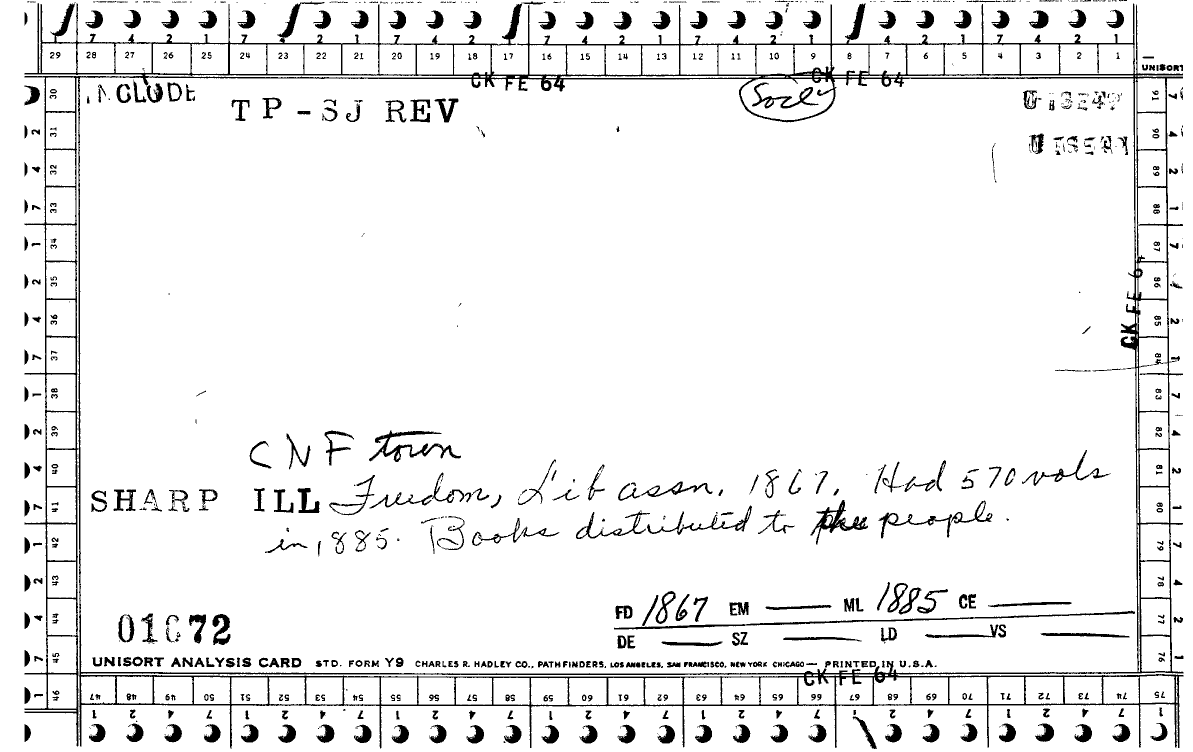 1 7 4 2 1 7 4 2 1 7 4 2 1 7 4 2 1 7 4 2 1 7 4 2 1 7 4 2 1
29 28 27 26 25 24 23 22 21 20 19 18 17 16 15 14 13 12 11 10 9 8 7 6 5 4 3 2 1
UNISORT
CK FE 64 CK FE 64
INCLUDE
TP-SJ REV
CK FE 64
CNF town
SHARP ILL Freedom, Lib assn. 1867. Had 570 vols
in 1885. Books distributed to the people.
FD 1867 EM — ML 1885 CE —
01672
DE — SZ — LD — VS —
UNISORT ANALYSIS CARD STD. FORM Y9 CHARLES R. HADLEY CO., PATHFINDERS, LOS ANGELES, SAN FRANCISCO, NEW YORK CHICAGO — PRINTED IN U.S.A.
CK FE 64
30 31 32 33 34 35 36 37 38 39 40 41 42 43 44 45 46
47 48 49 50 51 52 53 54 55 56 57 58 59 60 61 62 63 64 65 66 67 68 69 70 71 72 73 74 75
76 77 78 79 80 81 82 83 84 85 86 87 88 89 90 91